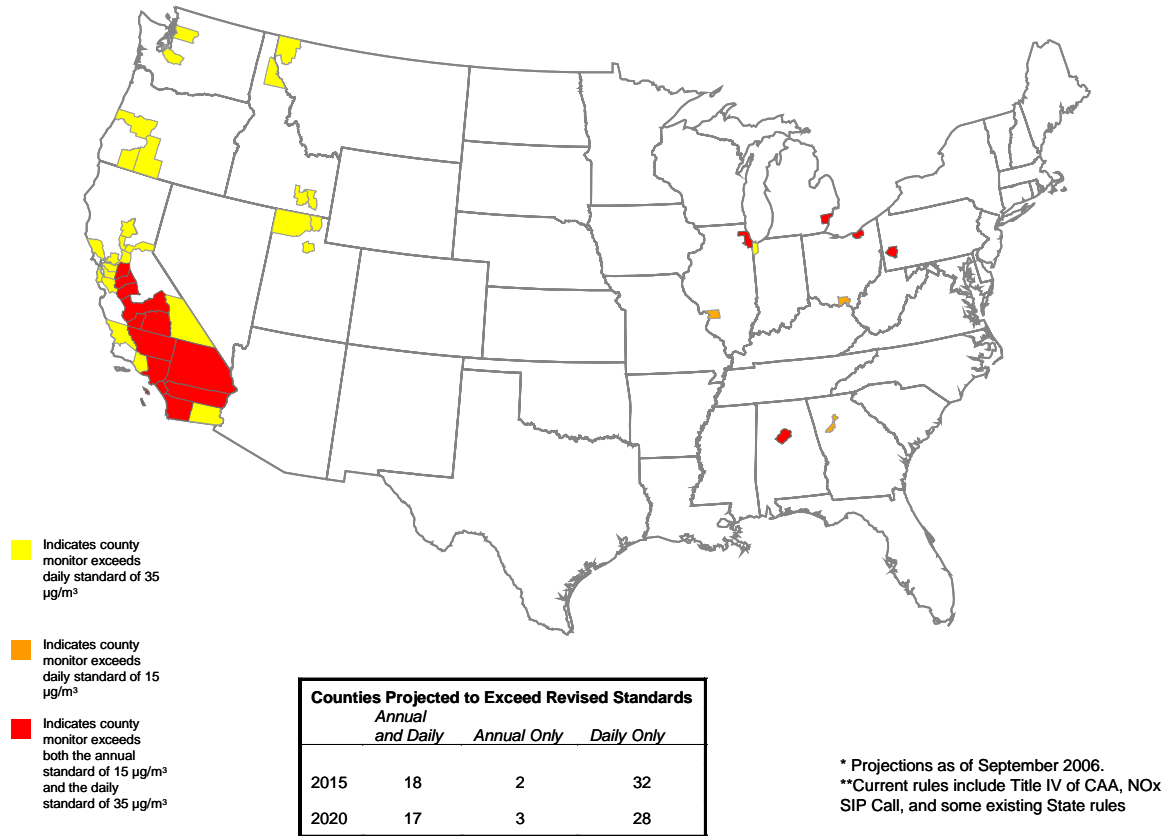 Indicates county
monitor exceeds
daily standard of 35
µg/m³
Indicates county
monitor exceeds
daily standard of 15
µg/m³
Indicates county
monitor exceeds
both the annual
standard of 15 µg/m³
and the daily
standard of 35 µg/m³
Counties Projected to Exceed Revised Standards
Annual
and Daily Annual Only Daily Only
2015 18 2 32
2020 17 3 28
* Projections as of September 2006.
**Current rules include Title IV of CAA, NOx
SIP Call, and some existing State rules